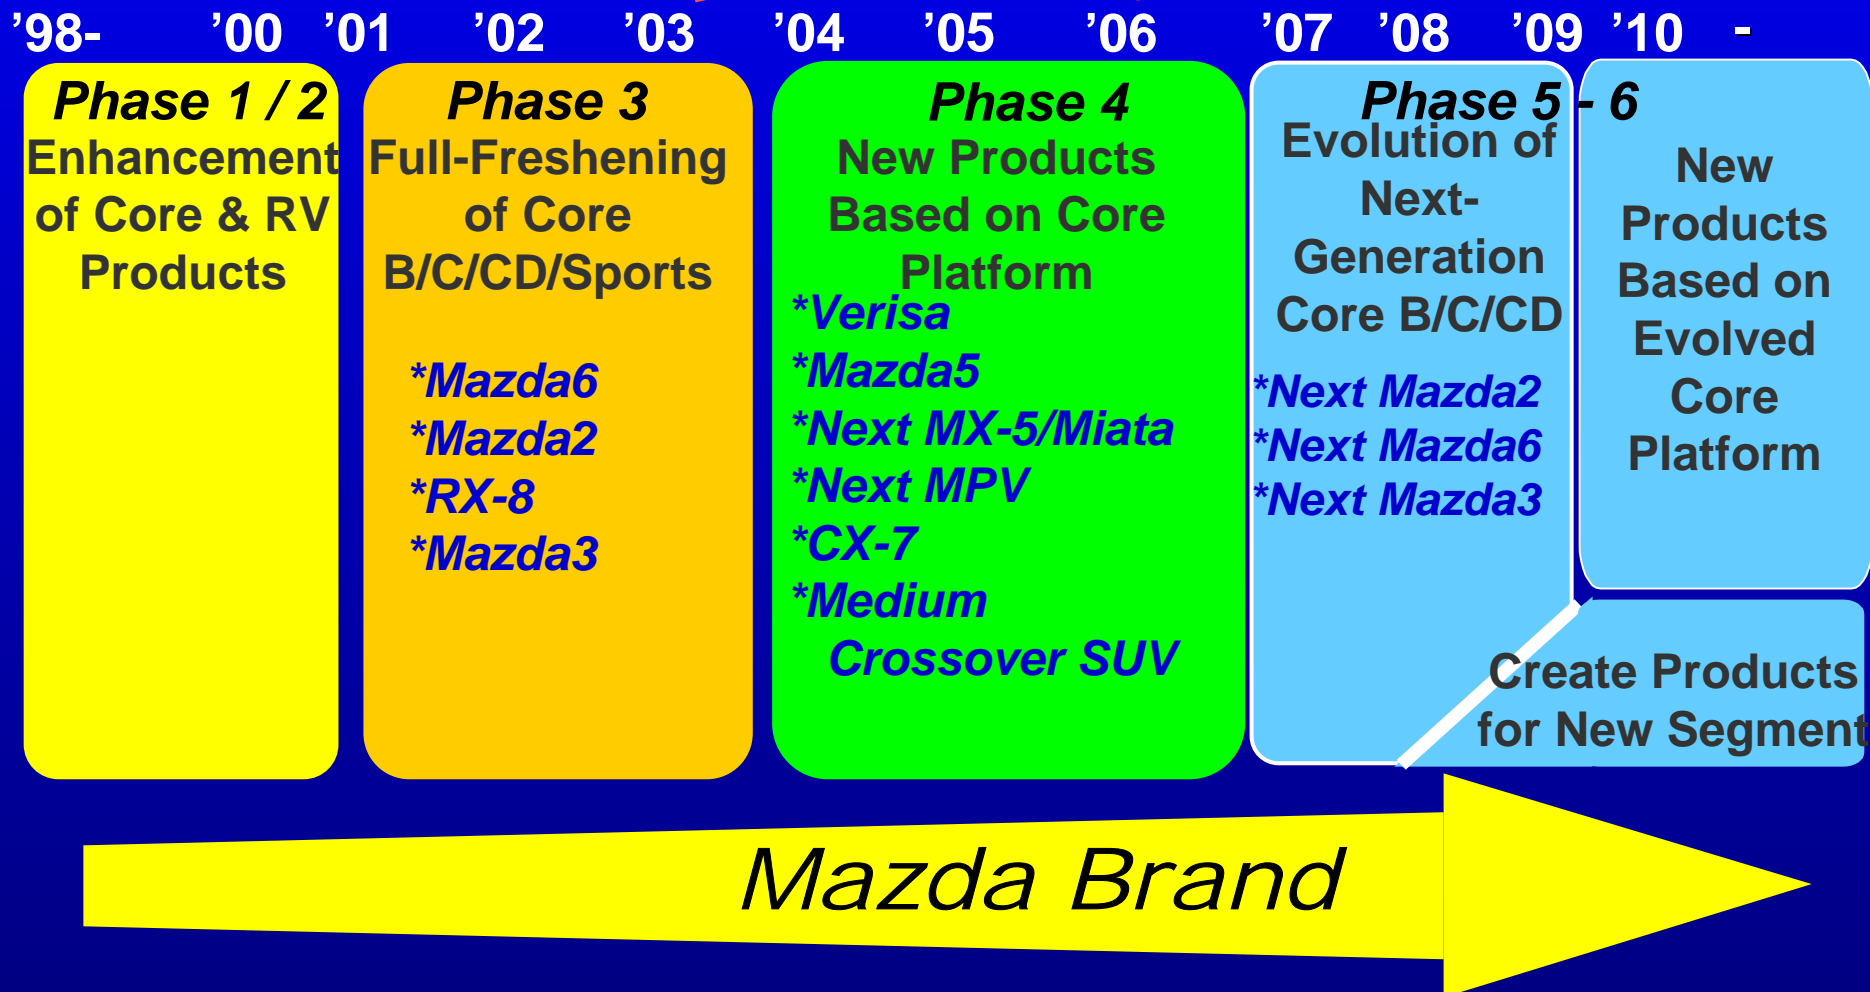 ’98- ’00 ’01 ’02 ’03 ’04 ’05 ’06 ’07 ’08 ’09 ’10 -
Phase 1 / 2
Enhancement
of Core & RV
Products
Phase 3
Full-Freshening
of Core
B/C/CD/Sports
*Mazda6
*Mazda2
*RX-8
*Mazda3
Phase 4
New Products
Based on Core
Platform
*Verisa
*Mazda5
*Next MX-5/Miata
*Next MPV
*CX-7
*Medium
Crossover SUV
Phase 5 - 6
Evolution of
Next-
Generation
Core B/C/CD
*Next Mazda2
*Next Mazda6
*Next Mazda3
New
Products
Based on
Evolved
Core
Platform
Create Products
for New Segment
Mazda Brand